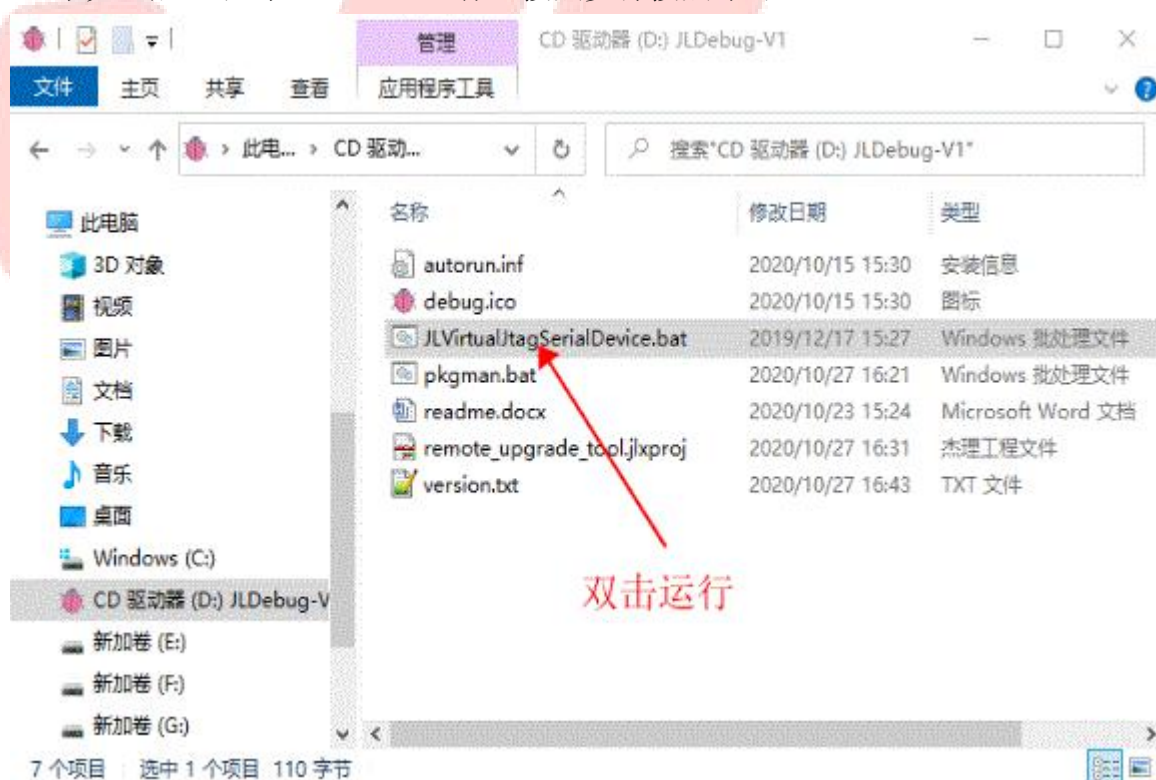 管理
CD 驱动器 (D:) JLDebug-V1
文件 主页 共享 查看 应用程序工具
此电... › CD 驱动...
搜索"CD 驱动器 (D:) JLDebug-V1"
名称 修改日期 类型
此电脑
3D 对象
视频
图片
文档
下载
音乐
桌面
Windows (C:)
CD 驱动器 (D:) JLDebug-V
新加卷 (E:)
新加卷 (F:)
新加卷 (G:)
autorun.inf 2020/10/15 15:30 安装信息
debug.ico 2020/10/15 15:30 图标
JLVirtualJtagSerialDevice.bat 2019/12/17 15:27 Windows 批处理文件
pkgman.bat 2020/10/27 16:21 Windows 批处理文件
readme.docx 2020/10/23 15:24 Microsoft Word 文档
remote_upgrade_tool.jlxproj 2020/10/27 16:31 杰理工程文件
version.txt 2020/10/27 16:43 TXT 文件
双击运行
7 个项目 选中 1 个项目 110 字节